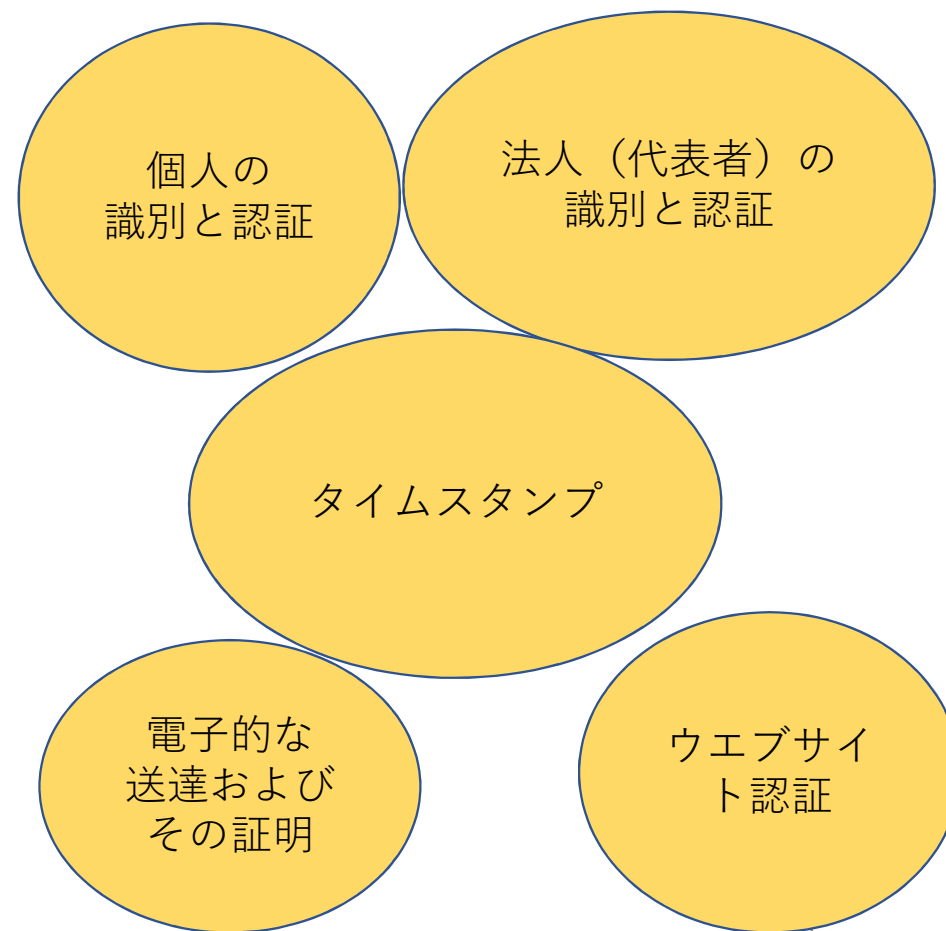 個人の
識別と認証
法人（代表者）の
識別と認証
タイムスタンプ
電子的な
送達および
その証明
ウエブサイ
ト認証